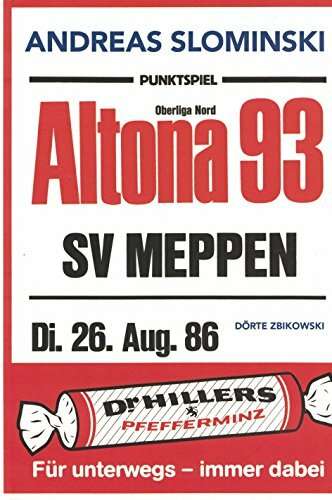 ANDREAS SLOMINSKI
PUNKTSPIEL
Oberliga Nord
Altona 93
SV MEPPEN
Di. 26. Aug. 86
DÖRTE ZBIKOWSKI
Dr. HILLERS
PFEFFERMINZ
Für unterwegs – immer dabei